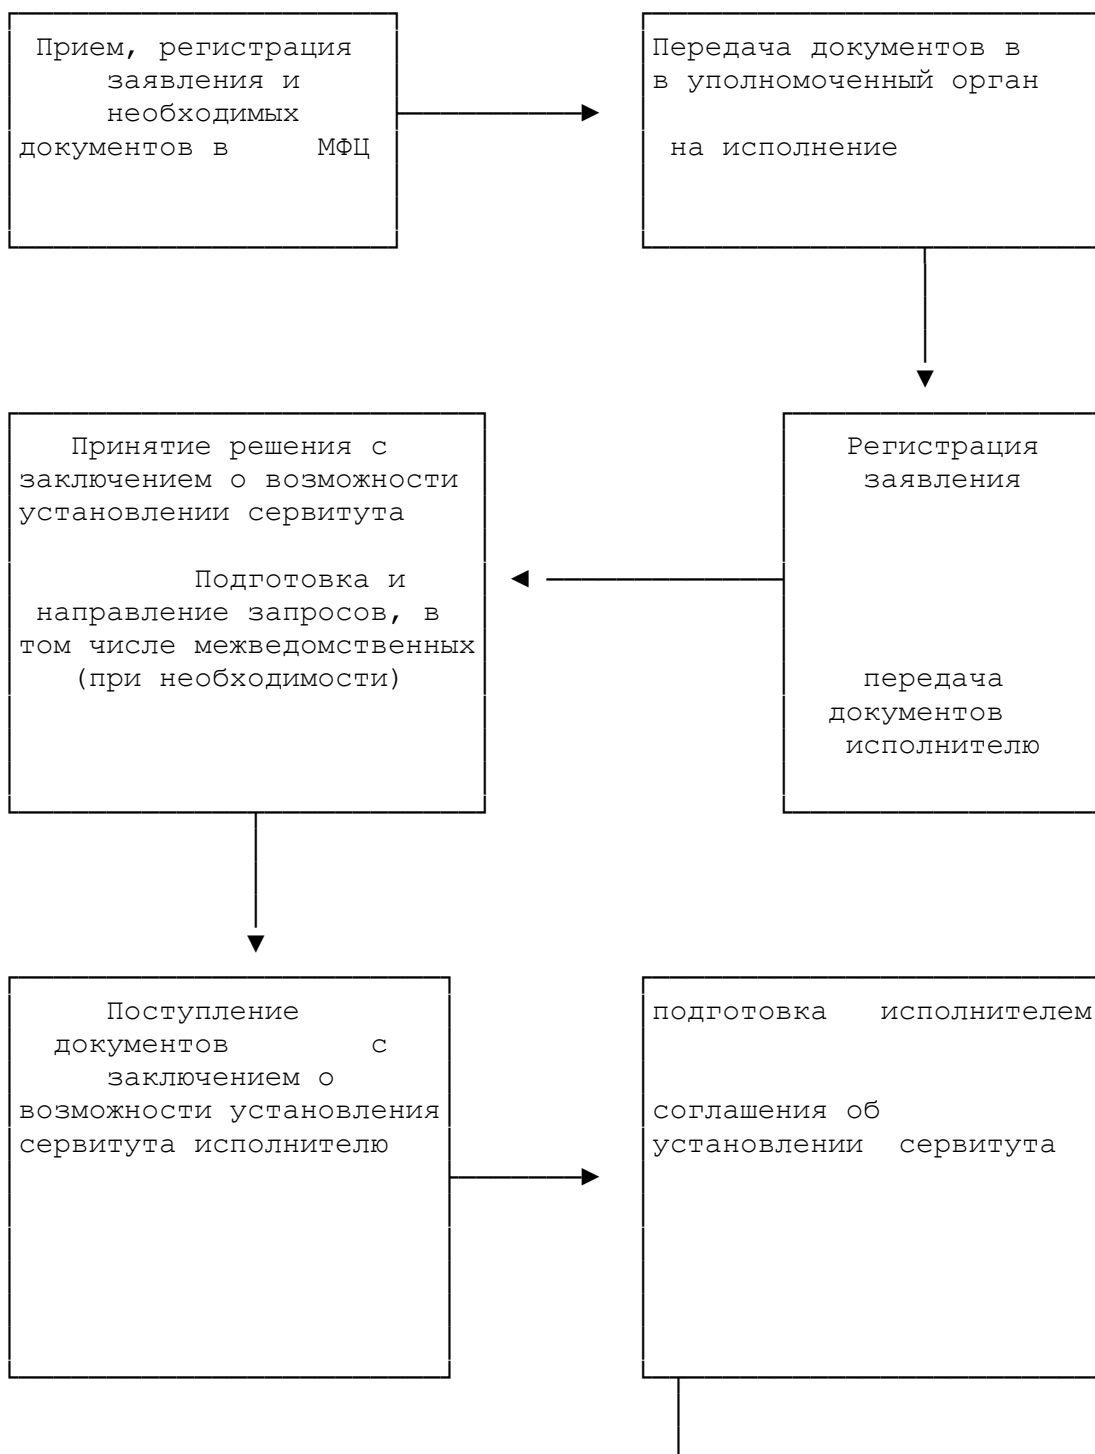 Прием, регистрация
заявления и
необходимых
документов в МФЦ
Передача документов в
в уполномоченный орган
на исполнение
Регистрация
заявления
передача
документов
исполнителю
Принятие решения с
заключением о возможности
установлении сервитута
Подготовка и
направление запросов, в
том числе межведомственных
(при необходимости)
Поступление
документов с
заключением о
возможности установления
сервитута исполнителю
подготовка исполнителем
соглашения об
установлении сервитута